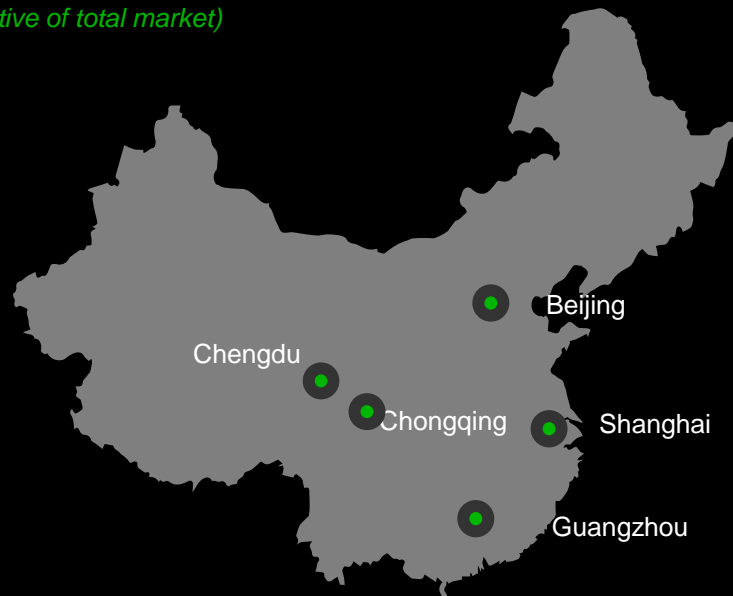 tive of total market)
Beijing
Chengdu
Chongqing
Shanghai
Guangzhou